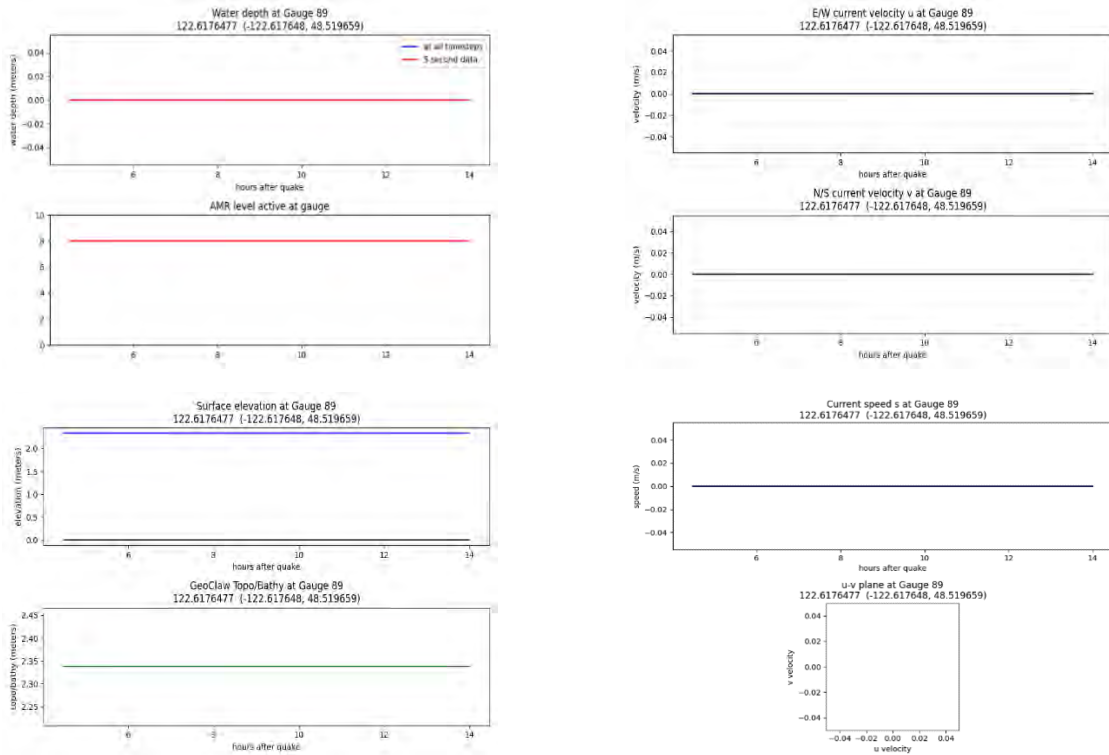 Water depth at Gauge 89
122.6176477 (-122.617648, 48.519659)
at all timesteps
5 second data
water depth (meters)
0.04
0.02
0.00
−0.02
−0.04
6 8 10 12 14
hours after quake
AMR level active at gauge
10
8
6
4
2
0
6 8 10 12 14
hours after quake
Surface elevation at Gauge 89
122.6176477 (-122.617648, 48.519659)
elevation (meters)
2.0
1.5
1.0
0.5
0.0
6 8 10 12 14
hours after quake
GeoClaw Topo/Bathy at Gauge 89
122.6176477 (-122.617648, 48.519659)
topo/bathy (meters)
2.45
2.40
2.35
2.30
2.25
6 8 10 12 14
hours after quake
E/W current velocity u at Gauge 89
122.6176477 (-122.617648, 48.519659)
velocity (m/s)
0.04
0.02
0.00
−0.02
−0.04
6 8 10 12 14
hours after quake
N/S current velocity v at Gauge 89
122.6176477 (-122.617648, 48.519659)
velocity (m/s)
0.04
0.02
0.00
−0.02
−0.04
6 8 10 12 14
hours after quake
Current speed s at Gauge 89
122.6176477 (-122.617648, 48.519659)
speed (m/s)
0.04
0.02
0.00
−0.02
−0.04
6 8 10 12 14
hours after quake
u-v plane at Gauge 89
122.6176477 (-122.617648, 48.519659)
v velocity
0.04
0.02
0.00
−0.02
−0.04
−0.04 −0.02 0.00 0.02 0.04
u velocity